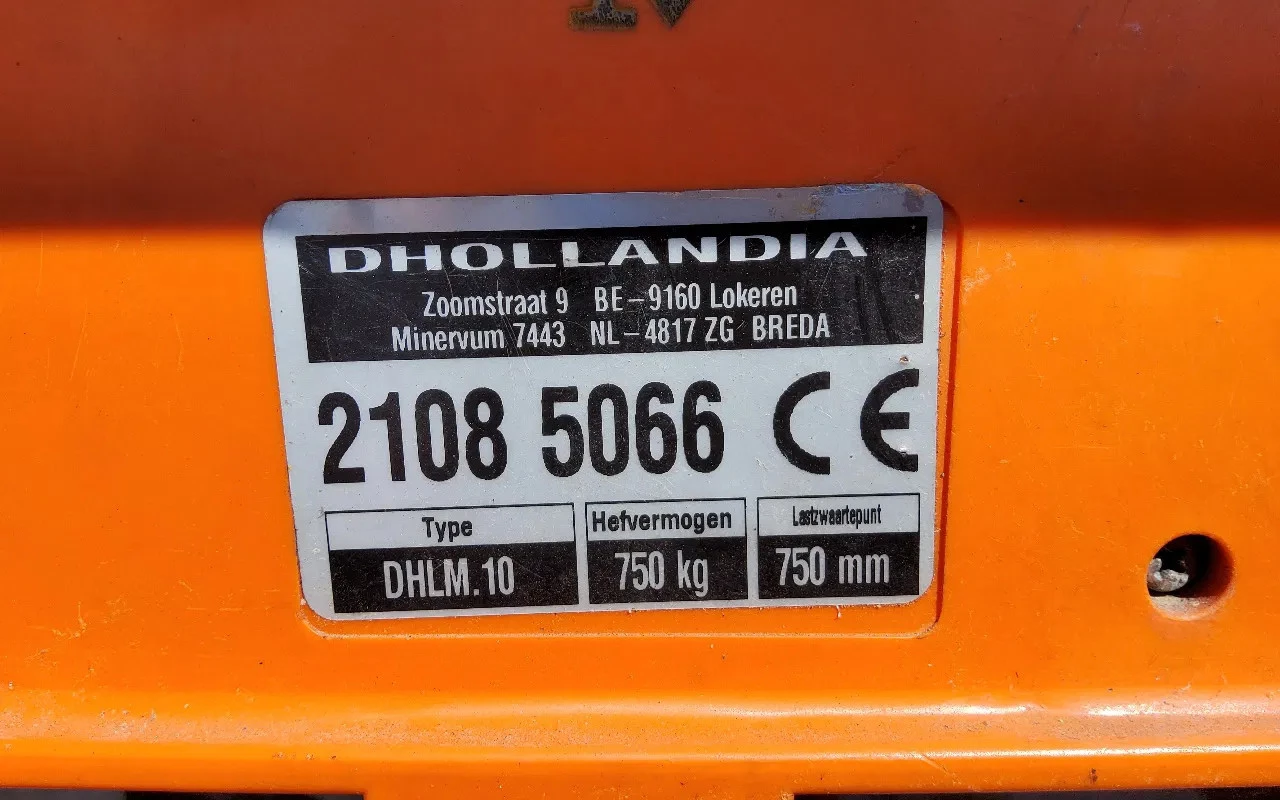 DHOLLANDIA
Zoomstraat 9 BE-9160 Lokeren
Minervum 7443 NL-4817 ZG BREDA
2108 5066 CE
Type Hefvermogen Lastzwaartepunt
DHLM.10 750 kg 750 mm